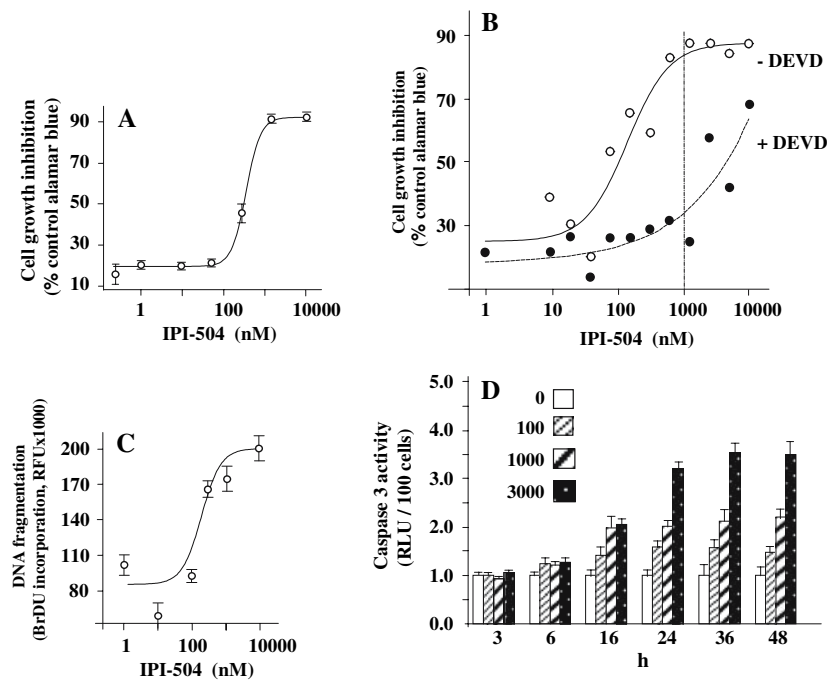 A
Cell growth inhibition
(% control alamar blue)
90
70
50
30
10
1
100
10000
IPI-504 (nM)
B
Cell growth inhibition
(% control alamar blue)
90
70
50
30
1
10
100
1000
10000
IPI-504 (nM)
- DEVD
+ DEVD
C
DNA fragmentation
(BrDU incorporation, RFUx1000)
200
170
140
110
80
1
100
10000
IPI-504 (nM)
D
Caspase 3 activity
(RLU / 100 cells)
5.0
4.0
3.0
2.0
1.0
0.0
0
100
1000
3000
3
6
16
24
36
48
h